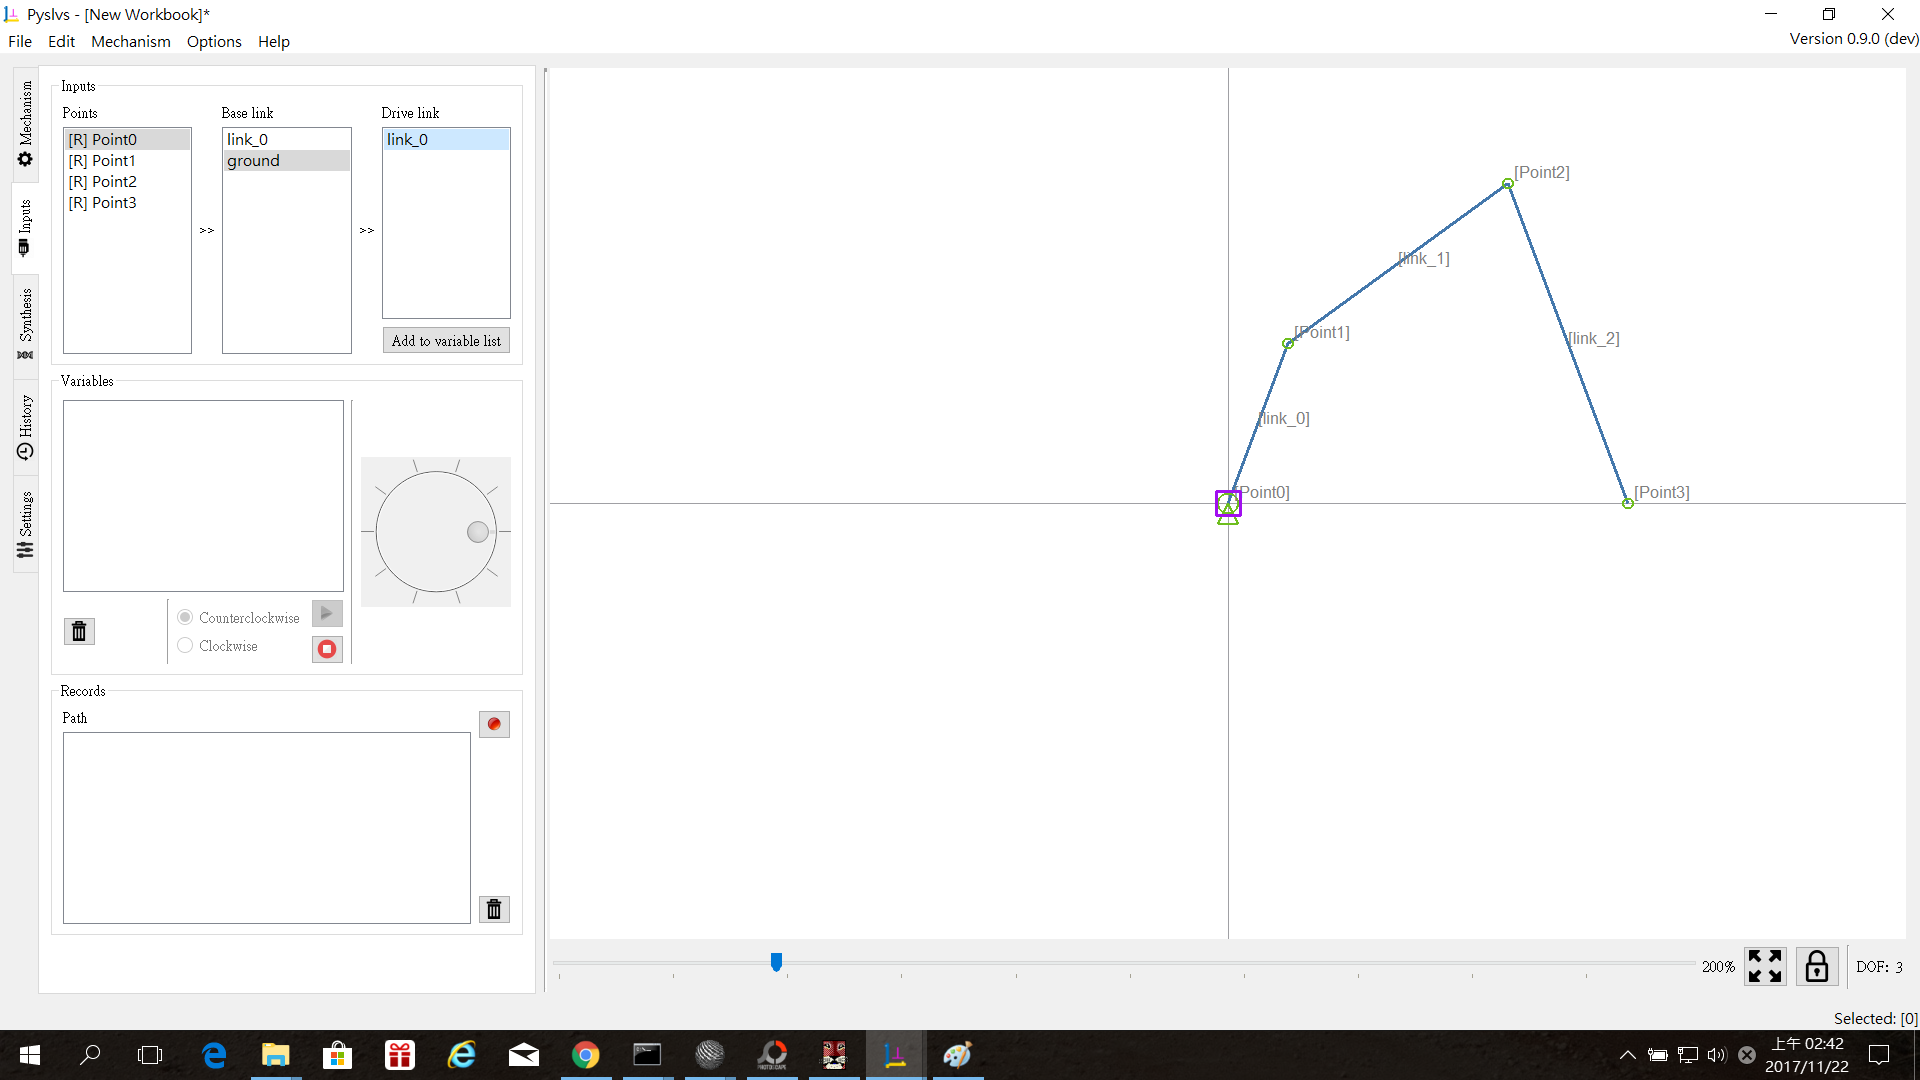 Pyslvs - [New Workbook]*
File Edit Mechanism Options Help
Version 0.9.0 (dev)
Mechanism
Inputs
Synthesis
History
Settings
Inputs
Points
Base link
Drive link
[R] Point0
[R] Point1
[R] Point2
[R] Point3
>>
link_0
ground
>>
link_0
Add to variable list
Variables
Counterclockwise
Clockwise
Records
Path
[Point2]
[link_1]
[Point1]
[link_2]
[link_0]
[Point0]
[Point3]
200%
DOF: 3
Selected: [0]
PHOTOSCAPE
上午 02:42
2017/11/22